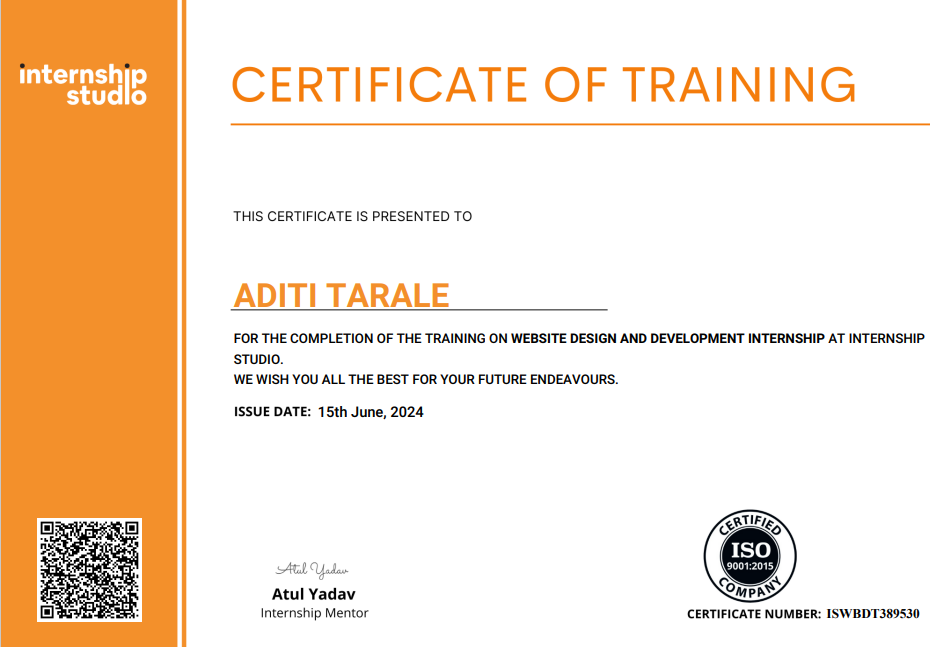 internship
studio
CERTIFICATE OF TRAINING
THIS CERTIFICATE IS PRESENTED TO
ADITI TARALE
FOR THE COMPLETION OF THE TRAINING ON WEBSITE DESIGN AND DEVELOPMENT INTERNSHIP AT INTERNSHIP
STUDIO.
WE WISH YOU ALL THE BEST FOR YOUR FUTURE ENDEAVOURS.
ISSUE DATE: 15th June, 2024
Atul Yadav
Atul Yadav
Internship Mentor
CERTIFIED
ISO
9001:2015
COMPANY
CERTIFICATE NUMBER: ISWBDT389530